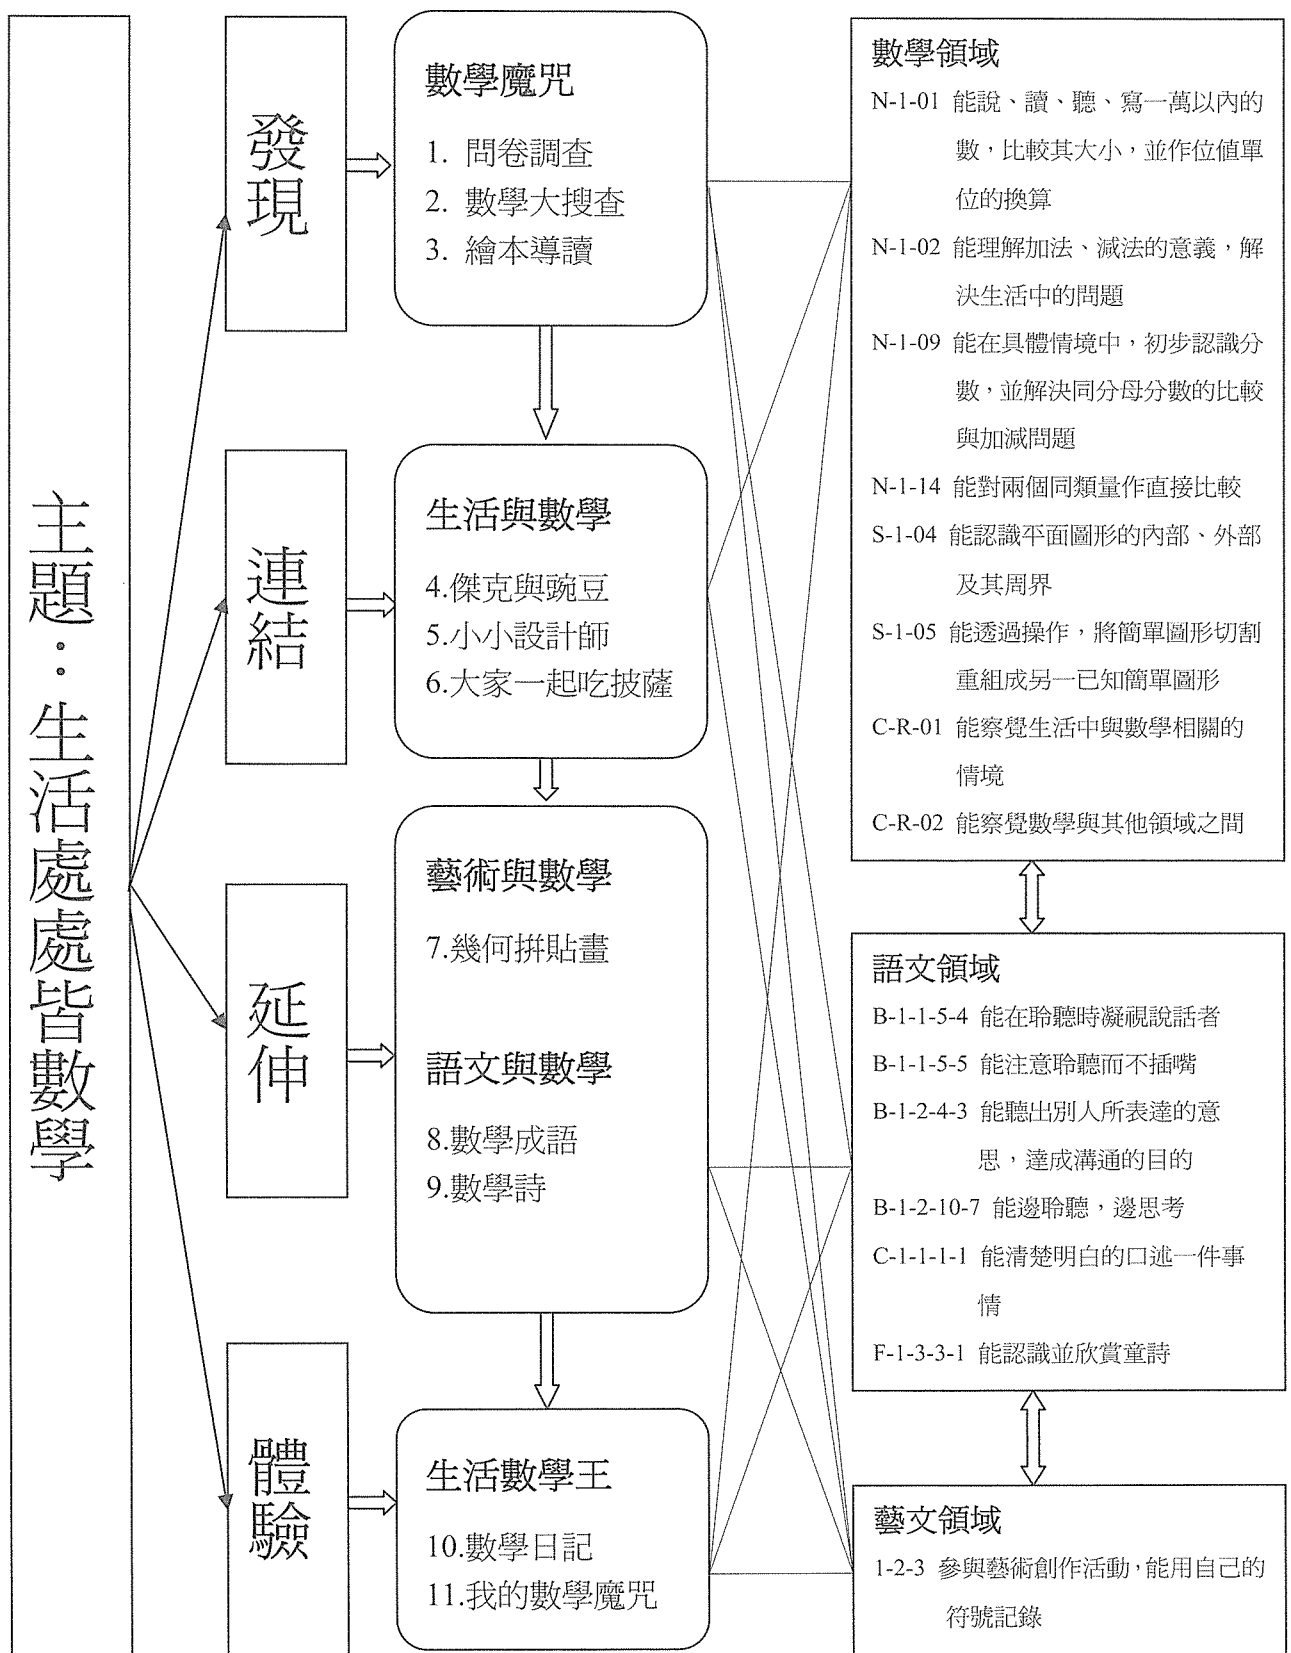 主題：生活處處皆數學
發現
數學魔咒
1. 問卷調查
2. 數學大搜查
3. 繪本導讀
連結
生活與數學
4.傑克與豌豆
5.小小設計師
6.大家一起吃披薩
延伸
藝術與數學
7.幾何拼貼畫
語文與數學
8.數學成語
9.數學詩
體驗
生活數學王
10.數學日記
11.我的數學魔咒
數學領域
N-1-01 能說、讀、聽、寫一萬以內的
數，比較其大小，並作位值單
位的換算
N-1-02 能理解加法、減法的意義，解
決生活中的問題
N-1-09 能在具體情境中，初步認識分
數，並解決同分母分數的比較
與加減問題
N-1-14 能對兩個同類量作直接比較
S-1-04 能認識平面圖形的內部、外部
及其周界
S-1-05 能透過操作，將簡單圖形切割
重組成另一已知簡單圖形
C-R-01 能察覺生活中與數學相關的
情境
C-R-02 能察覺數學與其他領域之間
語文領域
B-1-1-5-4 能在聆聽時凝視說話者
B-1-1-5-5 能注意聆聽而不插嘴
B-1-2-4-3 能聽出別人所表達的意
思，達成溝通的目的
B-1-2-10-7 能邊聆聽，邊思考
C-1-1-1-1 能清楚明白的口述一件事
情
F-1-3-3-1 能認識並欣賞童詩
藝文領域
1-2-3 參與藝術創作活動，能用自己的
符號記錄